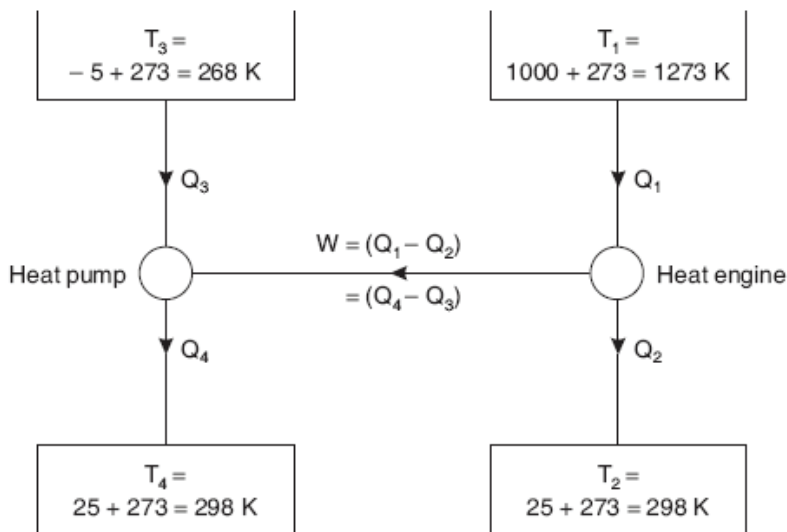 T₃ =
– 5 + 273 = 268 K
T₁ =
1000 + 273 = 1273 K
Q₃
Q₁
W = (Q₁ – Q₂)
Heat pump
Heat engine
= (Q₄ – Q₃)
Q₄
Q₂
T₄ =
25 + 273 = 298 K
T₂ =
25 + 273 = 298 K